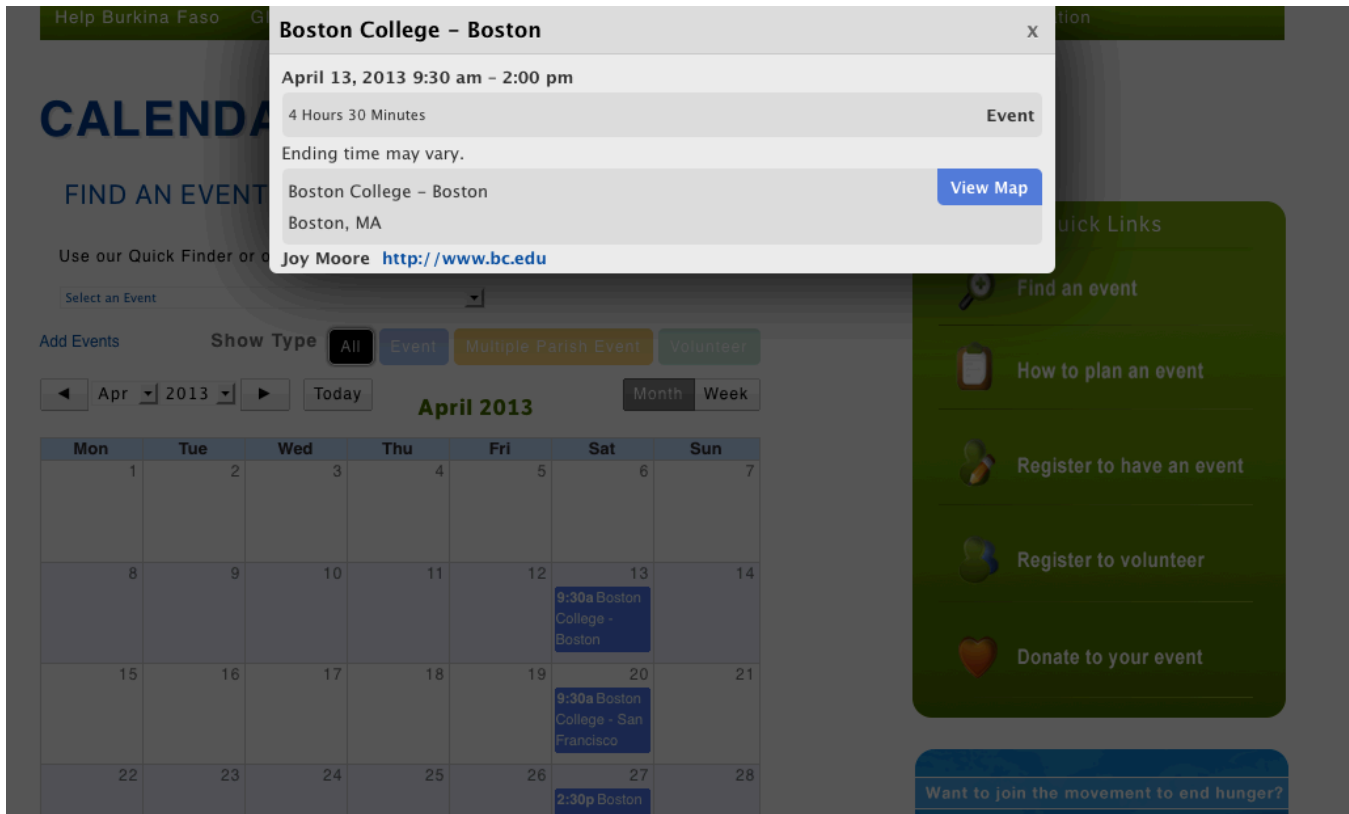 Help Burkina Faso
Boston College – Boston
x
April 13, 2013 9:30 am – 2:00 pm
4 Hours 30 Minutes
Event
Ending time may vary.
Boston College – Boston
View Map
Boston, MA
Joy Moore http://www.bc.edu
FIND AN EVENT
Use our Quick Finder or
Select an Event
Add Events
Show Type
All
Event
Multiple Parish Event
Volunteer
Apr
2013
Today
April 2013
Month
Week
Mon Tue Wed Thu Fri Sat Sun
1 2 3 4 5 6 7
8 9 10 11 12 13 14
9:30a Boston
College -
Boston
15 16 17 18 19 20 21
9:30a Boston
College - San
Francisco
22 23 24 25 26 27 28
2:30p Boston
Links
Find an event
How to plan an event
Register to have an event
Register to volunteer
Donate to your event
Want to join the movement to end hunger?